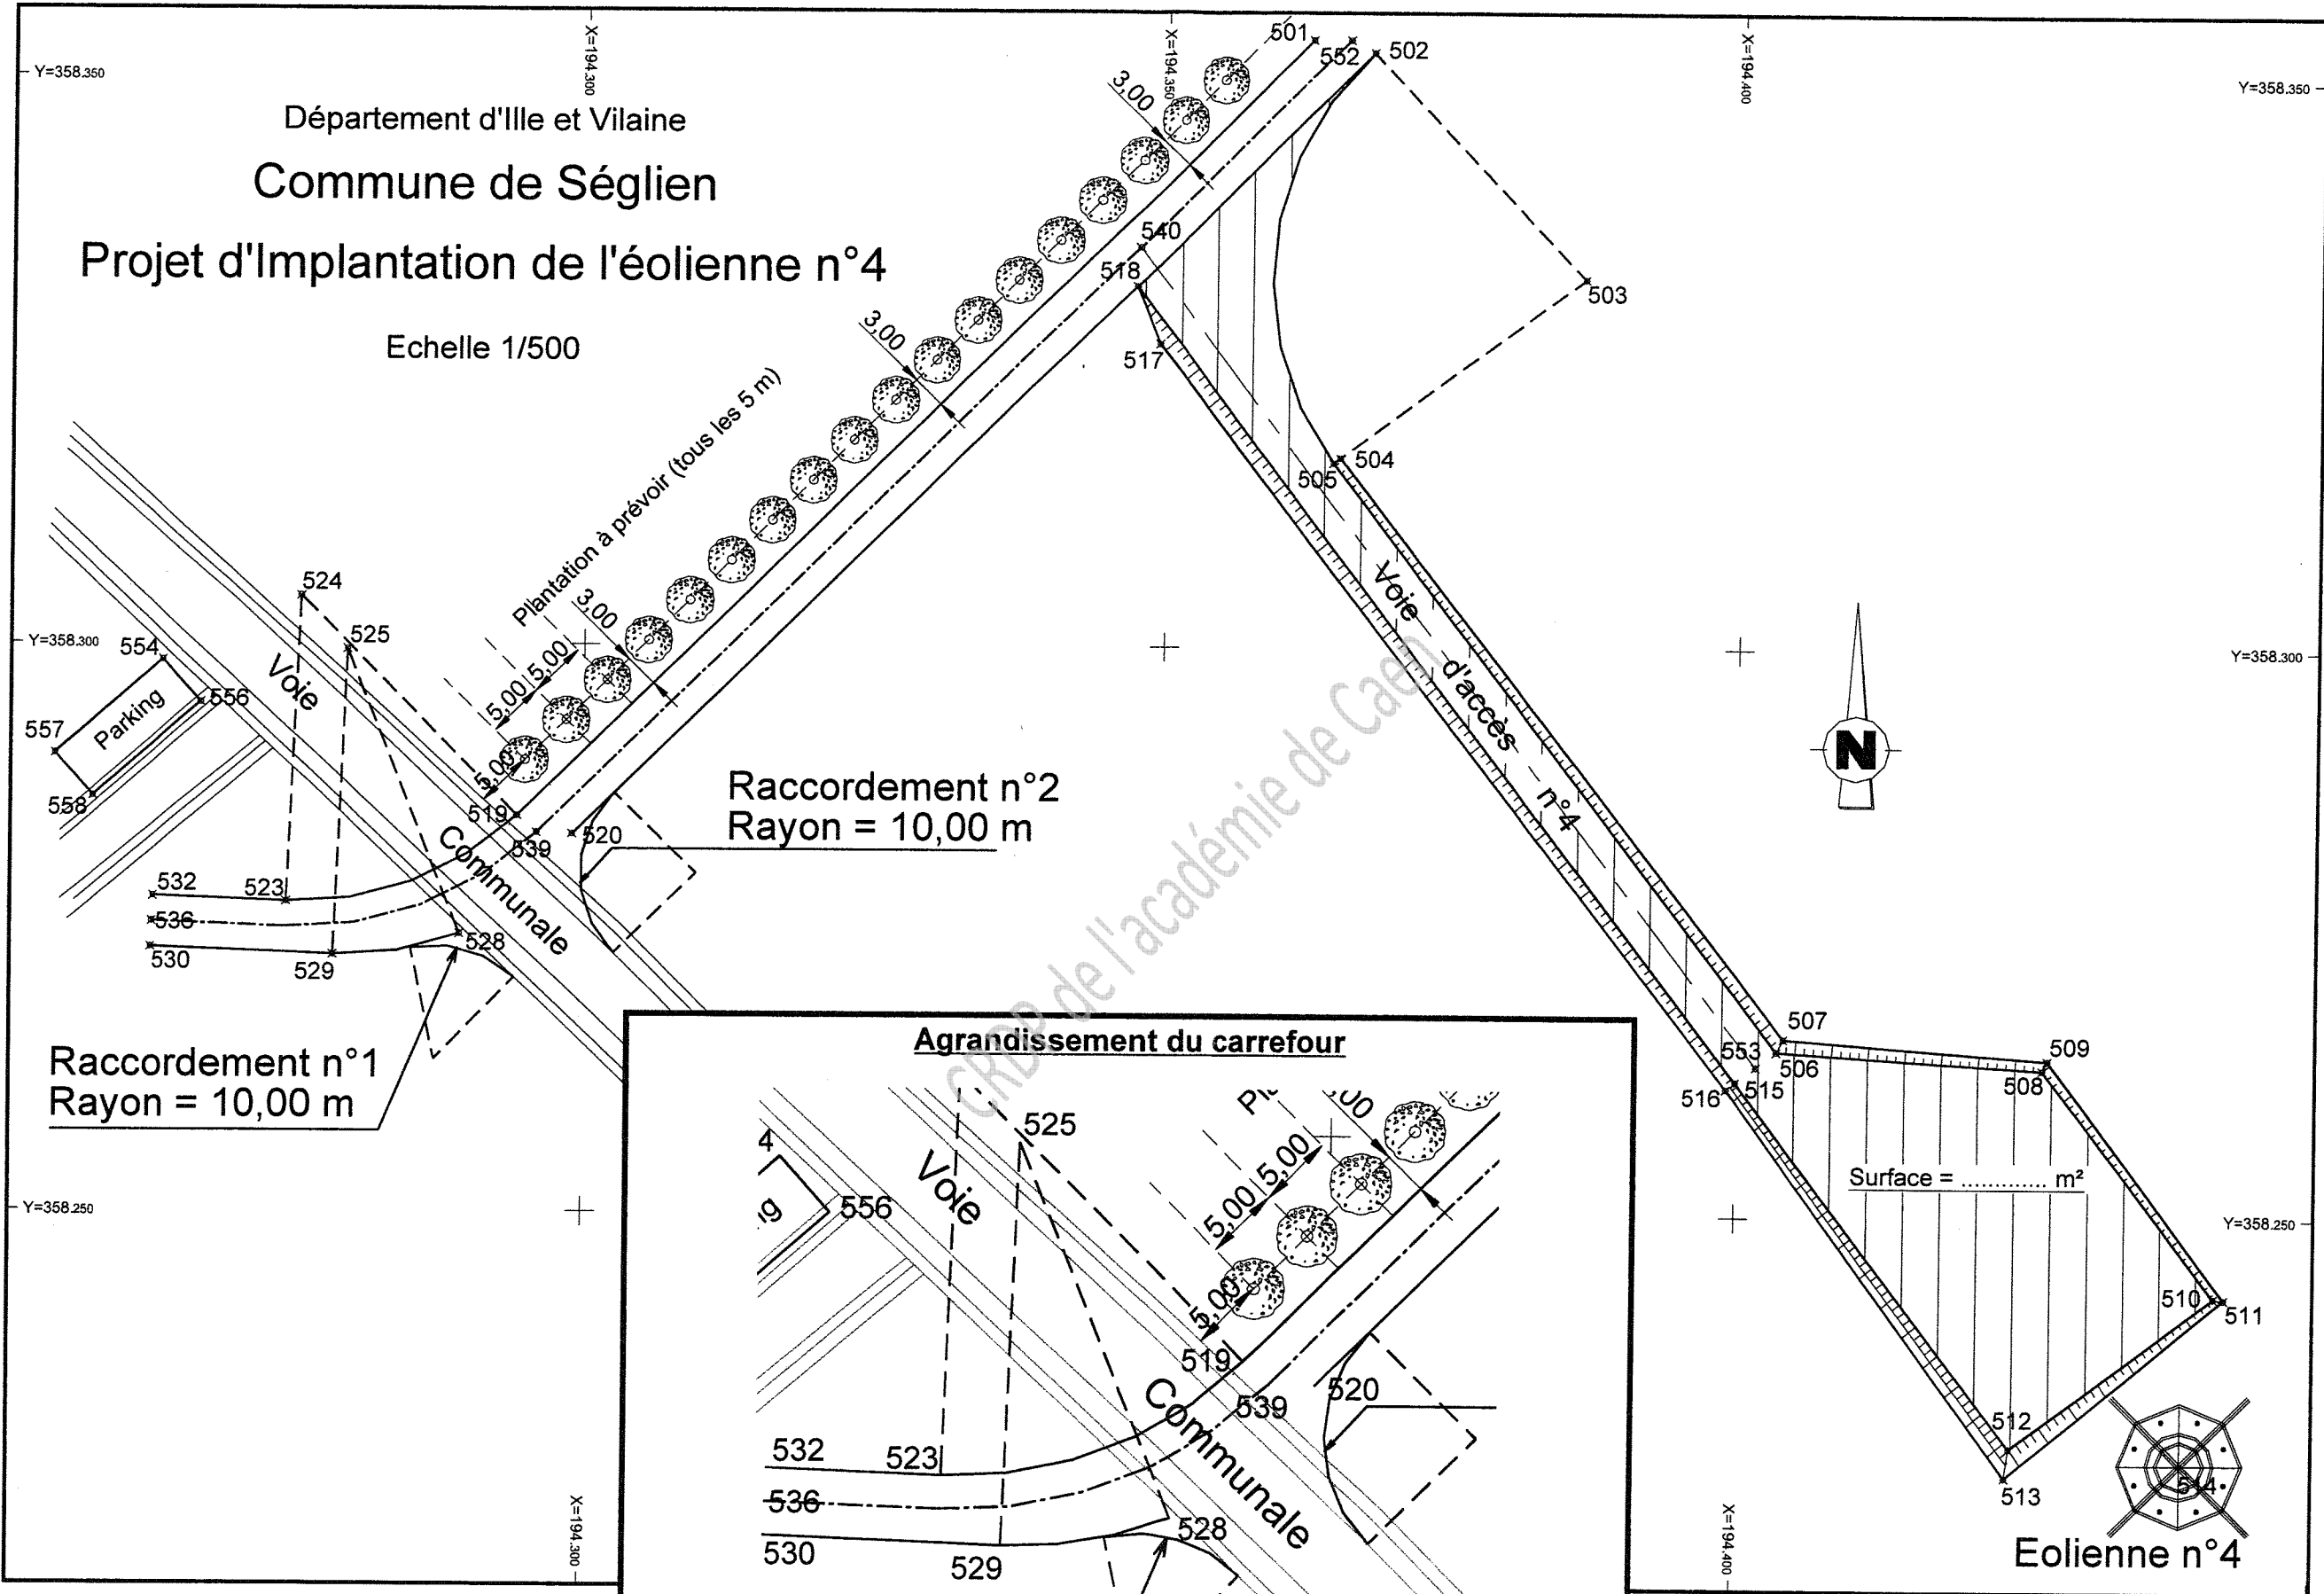 X=194.300
X=194.350
X=194.400
Y=358.350
Y=358.350
501
552
502
3,00
Département d'Ille et Vilaine
Commune de Séglien
Projet d'Implantation de l'éolienne n°4
Echelle 1/500
540
518
503
517
3,00
Plantation à prévoir (tous les 5 m)
504
505
524
525
Y=358.300
Y=358.300
554
556
557
558
Parking
Voie
Communale
3,00
5,00
5,00
5,00
519
539
520
Raccordement n°2
Rayon = 10,00 m
Voie
d'accès
n°4
N
532
523
536
530
529
528
Raccordement n°1
Rayon = 10,00 m
507
553
506
509
508
516
515
Surface = ............. m²
Y=358.250
Y=358.250
510
511
512
513
514
Eolienne n°4
X=194.300
X=194.400
Agrandissement du carrefour
525
Voie
556
4
5,00
5,00
5,00
519
539
520
Communale
532
523
536
530
529
528
CRDP de l'académie de Caen